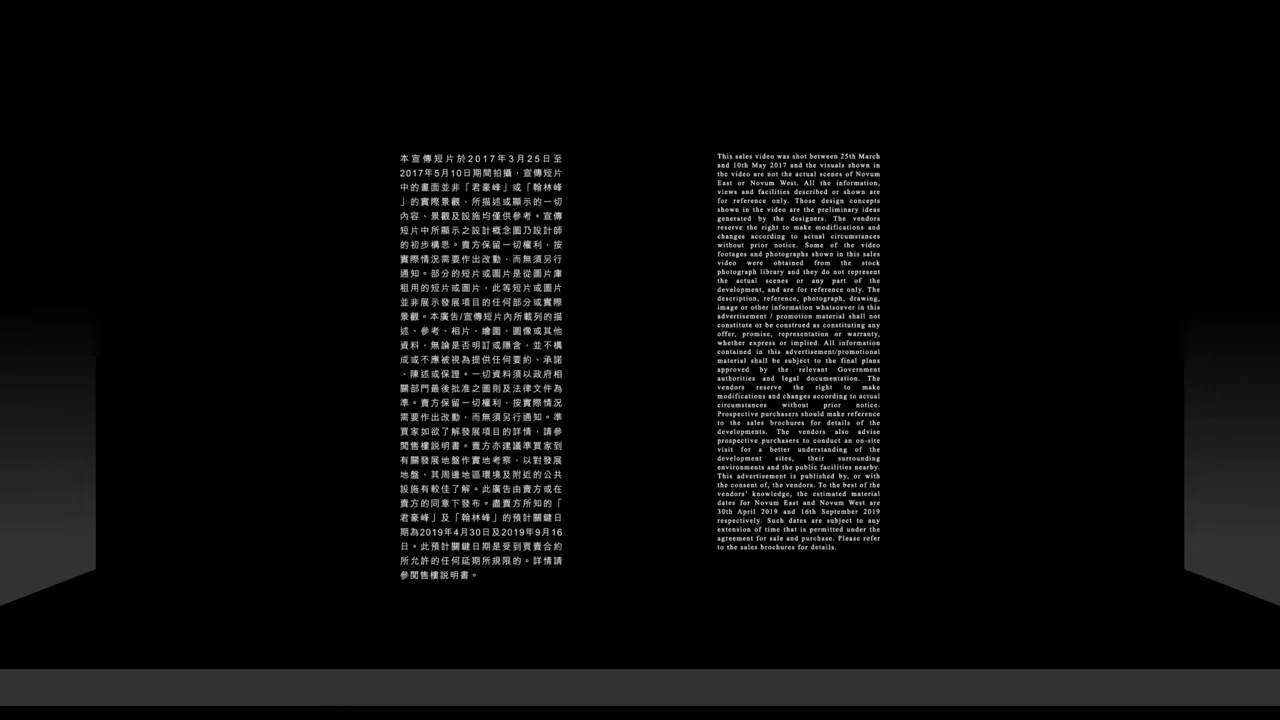 本宣傳短片於2017年3月25日至
2017年5月10日期間拍攝，宣傳短片
中的畫面並非「君豪峰」或「翰林峰
」的實際景觀，所描述或顯示的一切
內容、景觀及設施均僅供參考。宣傳
短片中所顯示之設計概念圖乃設計師
的初步構思。賣方保留一切權利，按
實際情況需要作出改動，而無須另行
通知。部分的短片或圖片是從圖片庫
租用的短片或圖片，此等短片或圖片
並非展示發展項目的任何部分或實際
景觀。本廣告/宣傳短片內所載列的描
述、參考、相片、繪圖、圖像或其他
資料，無論是否明訂或隱含，並不構
成或不應被視為提供任何要約、承諾
、陳述或保證。一切資料須以政府相
關部門最後批准之圖則及法律文件為
準。賣方保留一切權利，按實際情況
需要作出改動，而無須另行通知。準
買家如欲了解發展項目的詳情，請參
閱售樓説明書。賣方亦建議準買家到
有關發展地盤作實地考察，以對發展
地盤、其周邊地區環境及附近的公共
設施有較佳了解。此廣告由賣方或在
賣方的同意下發布。盡賣方所知的「
君豪峰」及「翰林峰」的預計關鍵日
期為2019年4月30日及2019年9月16
日。此預計關鍵日期是受到買賣合約
所允許的任何延期所規限的。詳情請
參閱售樓説明書。
This sales video was shot between 25th March
and 10th May 2017 and the visuals shown in
the video are not the actual scenes of Novum
East or Novum West. All the information,
views and facilities described or shown are
for reference only. Those design concepts
shown in the video are the preliminary ideas
generated by the designers. The vendors
reserve the right to make modifications and
changes according to actual circumstances
without prior notice. Some of the video
footages and photographs shown in this sales
video were obtained from the stock
photograph library and they do not represent
the actual scenes or any part of the
development, and are for reference only. The
description, reference, photograph, drawing,
image or other information whatsoever in this
advertisement / promotion material shall not
constitute or be construed as constituting any
offer, promise, representation or warranty,
whether express or implied. All information
contained in this advertisement/promotional
material shall be subject to the final plans
approved by the relevant Government
authorities and legal documentation. The
vendors reserve the right to make
modifications and changes according to actual
circumstances without prior notice.
Prospective purchasers should make reference
to the sales brochures for details of the
developments. The vendors also advise
prospective purchasers to conduct an on-site
visit for a better understanding of the
development sites, their surrounding
environments and the public facilities nearby.
This advertisement is published by, or with
the consent of, the vendors. To the best of the
vendors' knowledge, the estimated material
dates for Novum East and Novum West are
30th April 2019 and 16th September 2019
respectively. Such dates are subject to any
extension of time that is permitted under the
agreement for sale and purchase. Please refer
to the sales brochures for details.